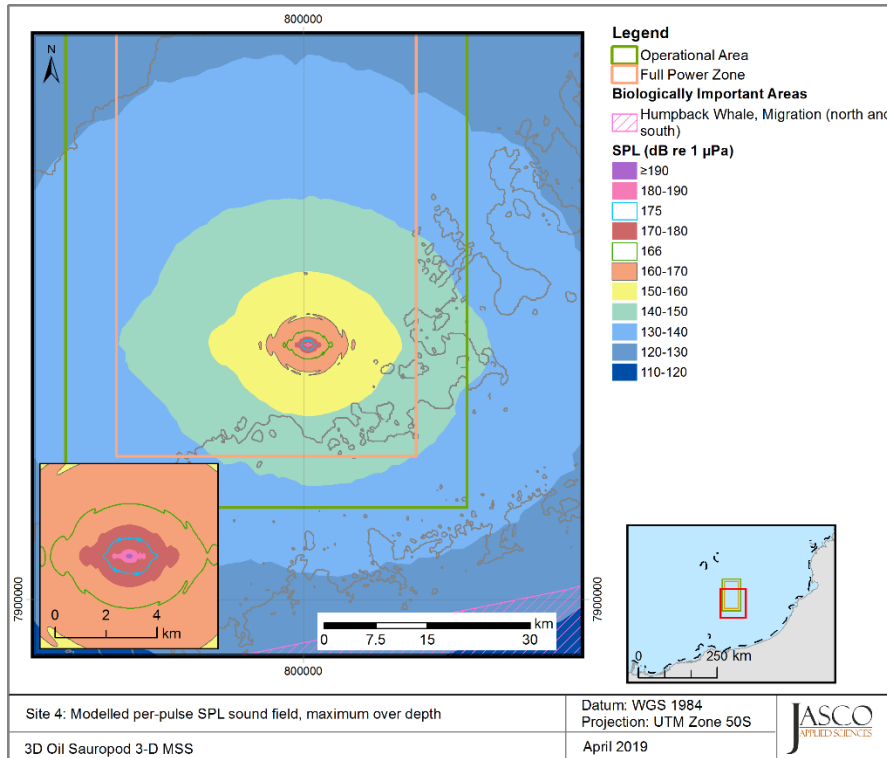 800000
N
7900000
7900000
800000
0 2 4
km
0 7.5 15 30
km
Legend
Operational Area
Full Power Zone
Biologically Important Areas
Humpback Whale, Migration (north and
south)
SPL (dB re 1 µPa)
≥190
180-190
175
170-180
166
160-170
150-160
140-150
130-140
120-130
110-120
0 250 km
Site 4: Modelled per-pulse SPL sound field, maximum over depth
3D Oil Sauropod 3-D MSS
Datum: WGS 1984
Projection: UTM Zone 50S
April 2019
JASCO
APPLIED SCIENCES